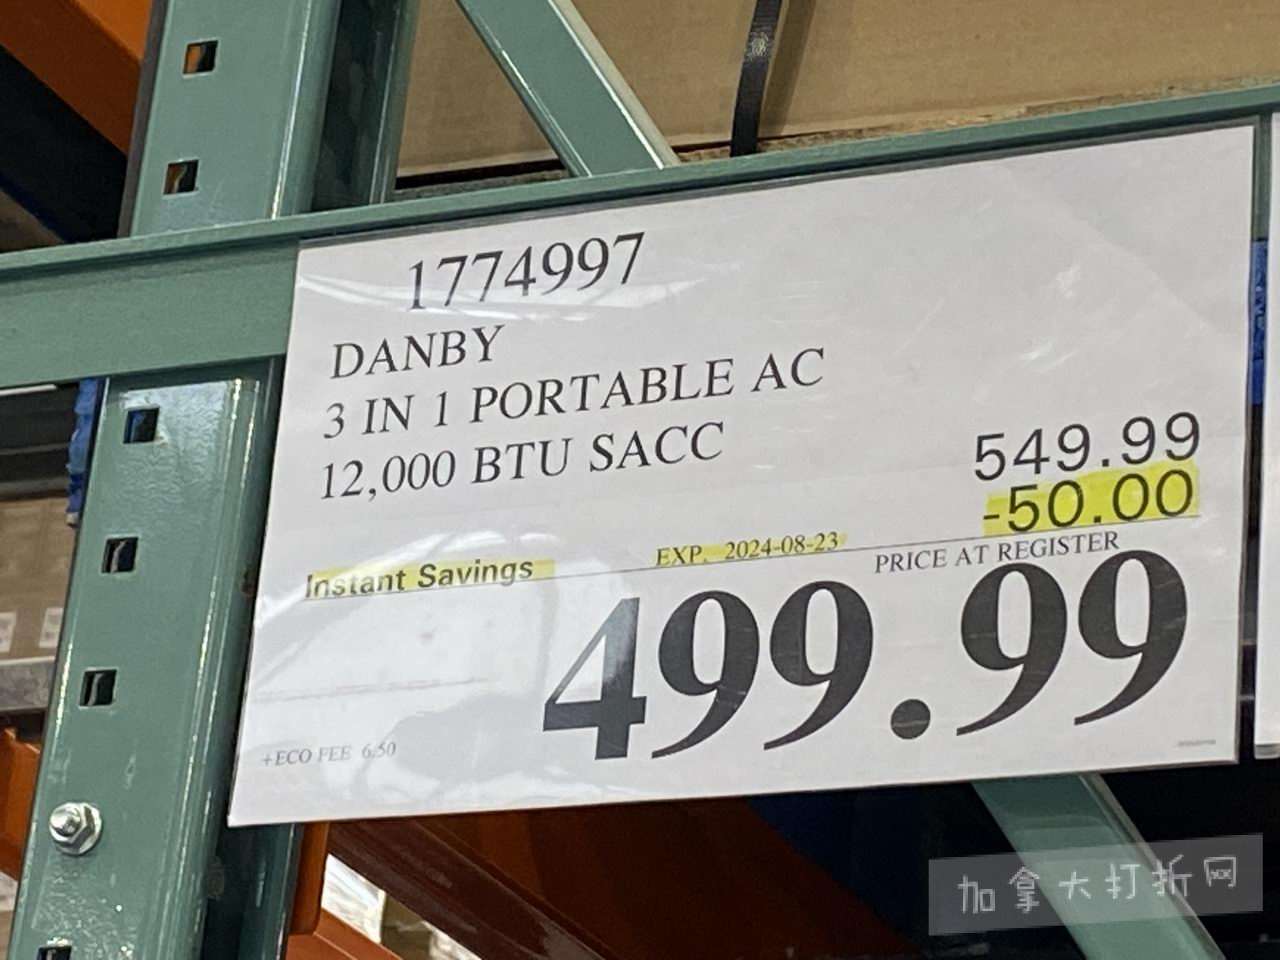 1774997
DANBY
3 IN 1 PORTABLE AC
12,000 BTU SACC
549.99
-50.00
Instant Savings
EXP. 2024-08-23
PRICE AT REGISTER
499.99
+ECO FEE 6.50
加拿大打折网